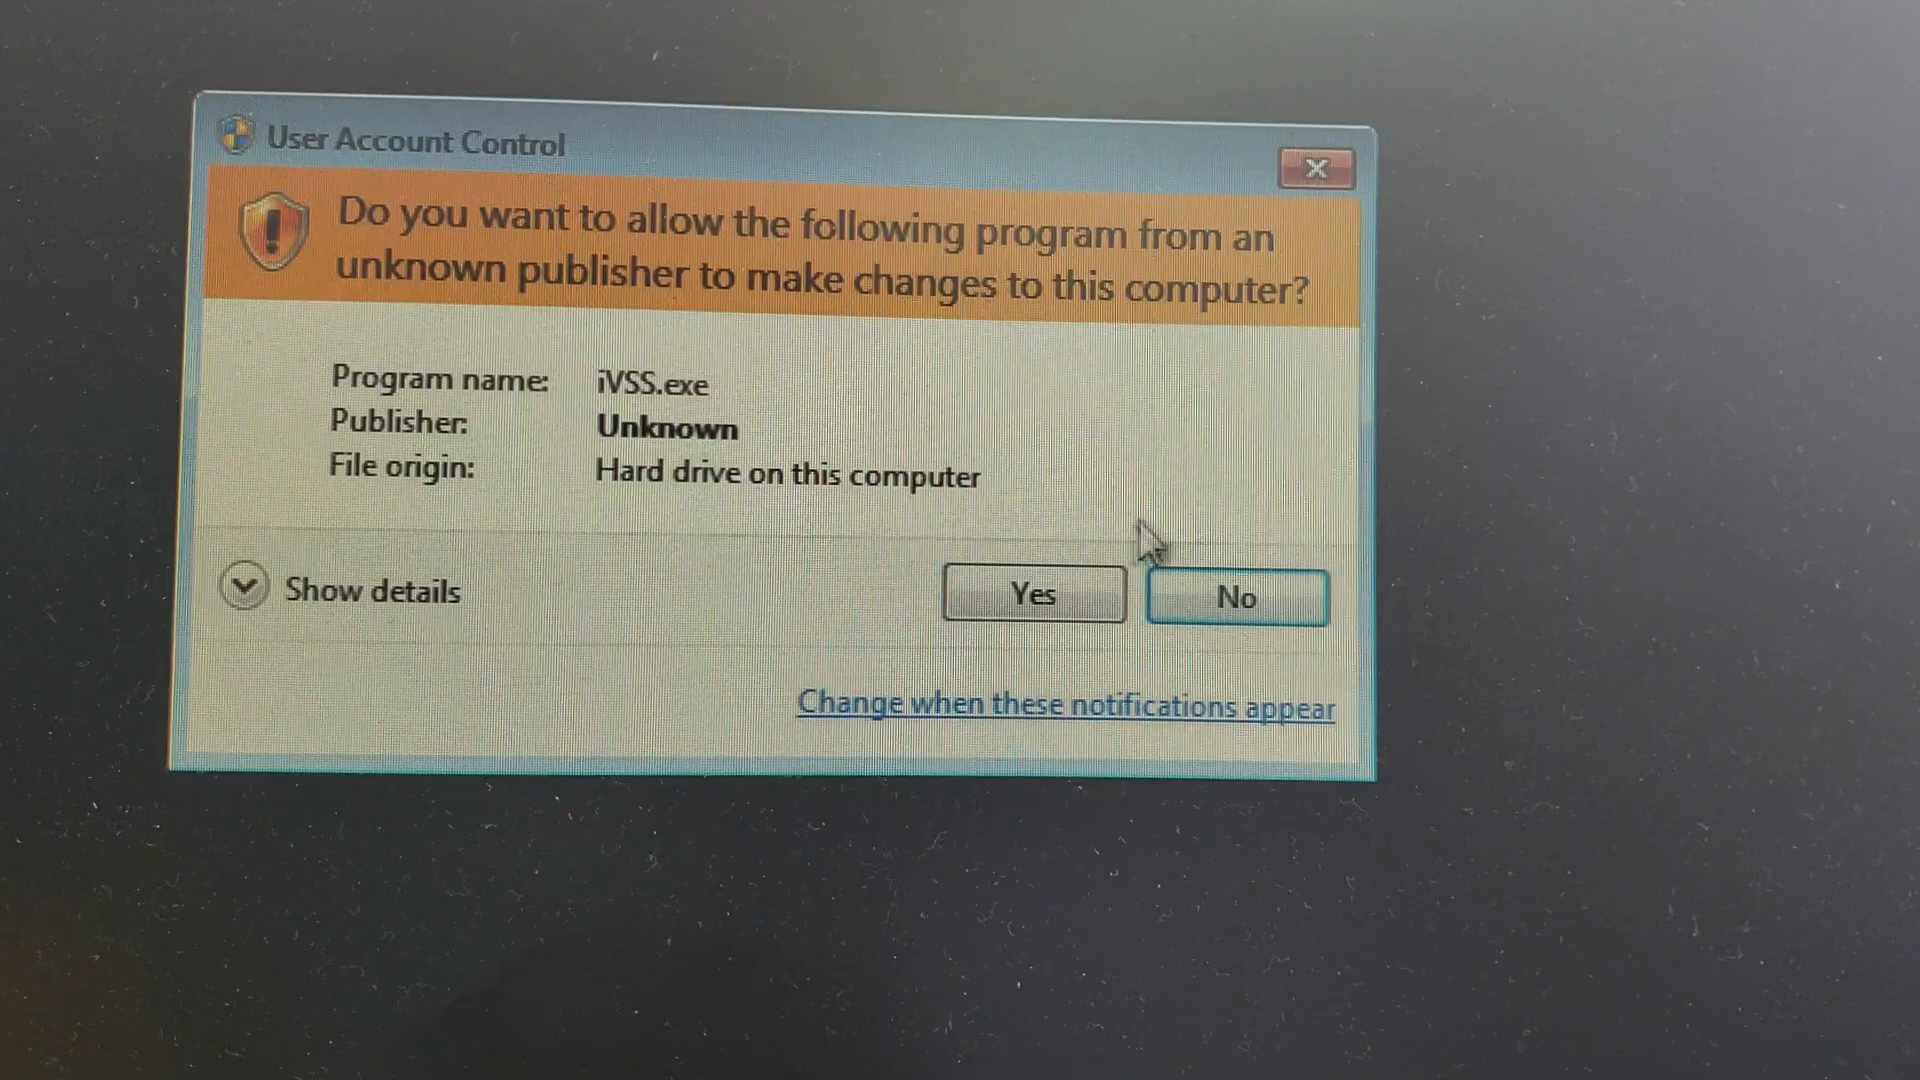 User Account Control
Do you want to allow the following program from an
unknown publisher to make changes to this computer?
Program name: iVSS.exe
Publisher: Unknown
File origin: Hard drive on this computer
Show details
Yes
No
Change when these notifications appear